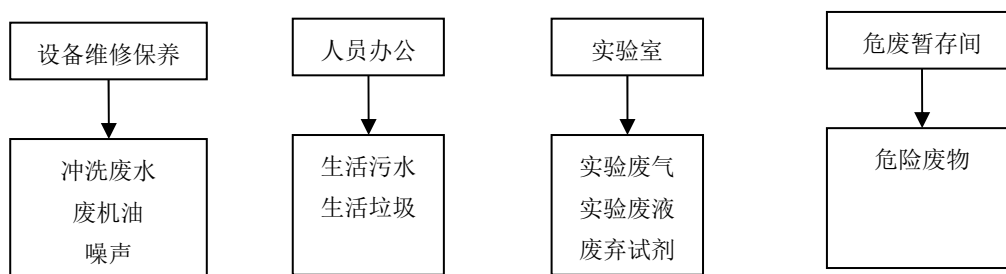 设备维修保养
人员办公
实验室
危废暂存间
冲洗废水
废机油
噪声
生活污水
生活垃圾
实验废气
实验废液
废弃试剂
危险废物